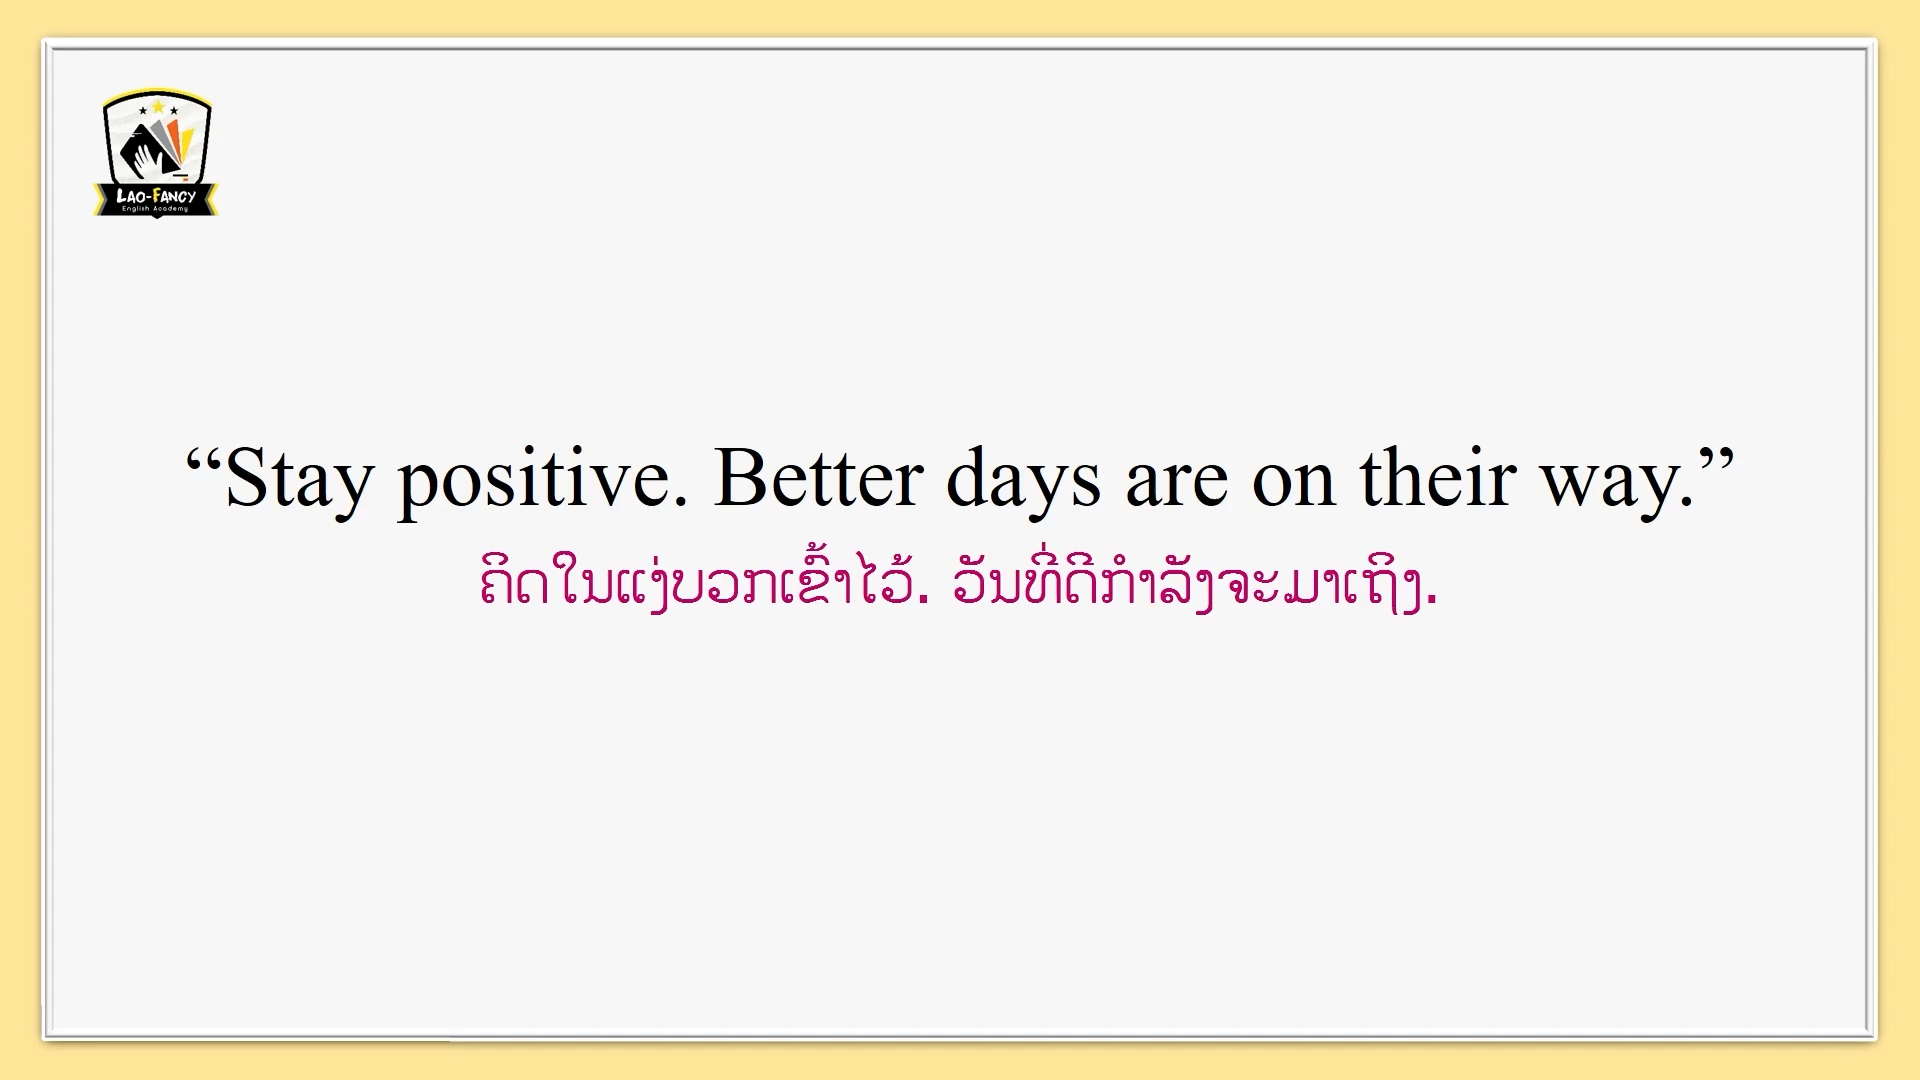 LAO-FANCY
English Academy
“Stay positive. Better days are on their way.”
ຄິດໃນແງ່ບວກເຂົ້າໄວ້. ວັນທີ່ດີກຳລັງຈະມາເຖິງ.